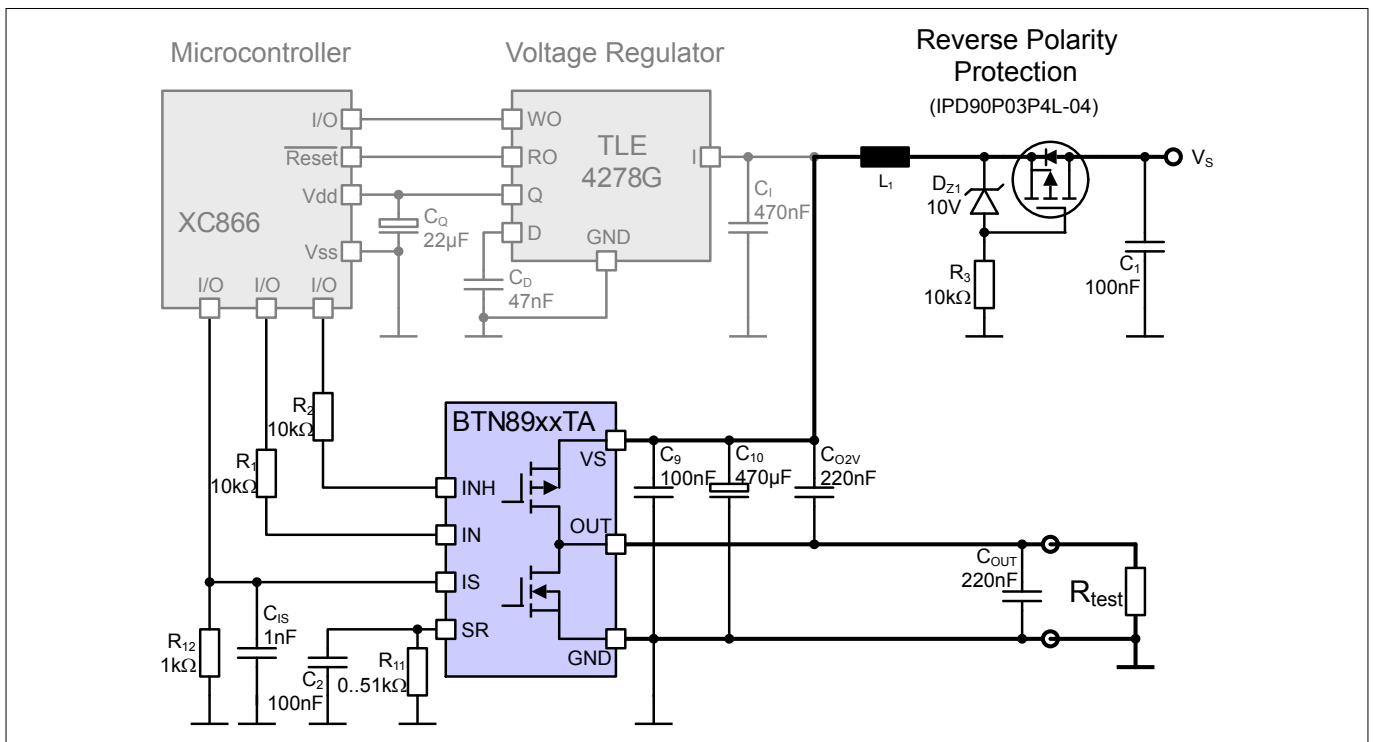 Microcontroller
Voltage Regulator
Reverse Polarity
Protection
(IPD90P03P4L-04)
I/O
Reset
Vdd
XC866
Vss
I/O I/O I/O
WO
RO
Q
D
TLE
4278G
I
GND
CQ
22µF
CD
47nF
CI
470nF
L1
DZ1
10V
VS
R3
10kΩ
C1
100nF
R2
10kΩ
R1
10kΩ
BTN89xxTA
VS
INH
IN
OUT
IS
SR
GND
C9
100nF
C10
470µF
CO2V
220nF
COUT
220nF
Rtest
R12
1kΩ
CIS
1nF
C2
100nF
R11
0..51kΩ